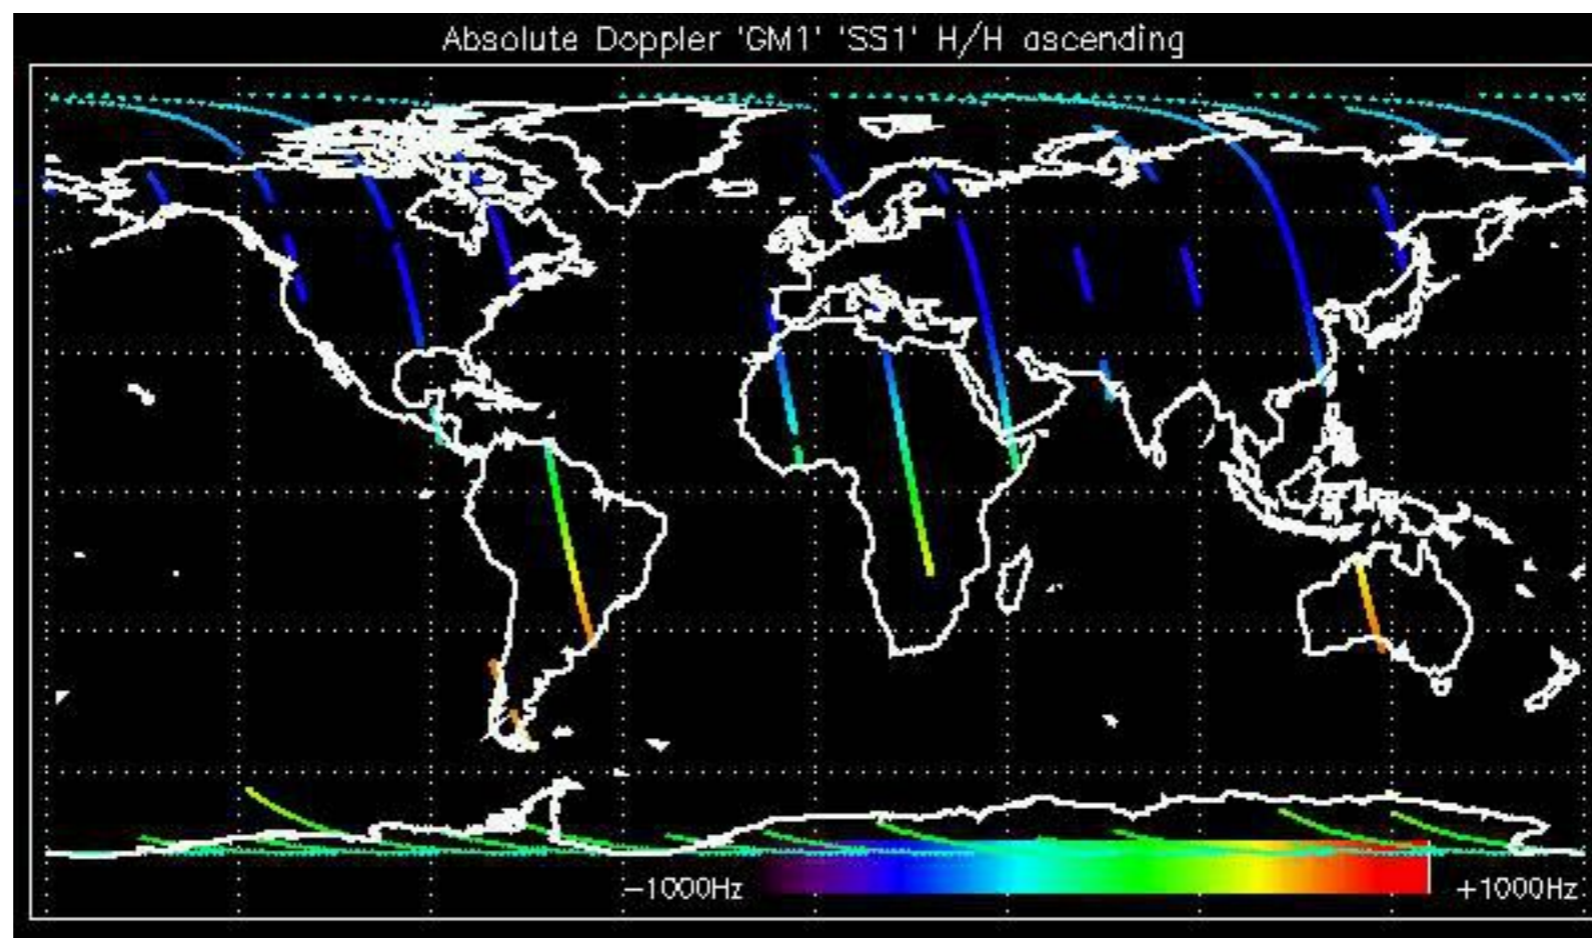 Absolute Doppler 'GM1' 'SS1' H/H ascending
-1000Hz
+1000Hz